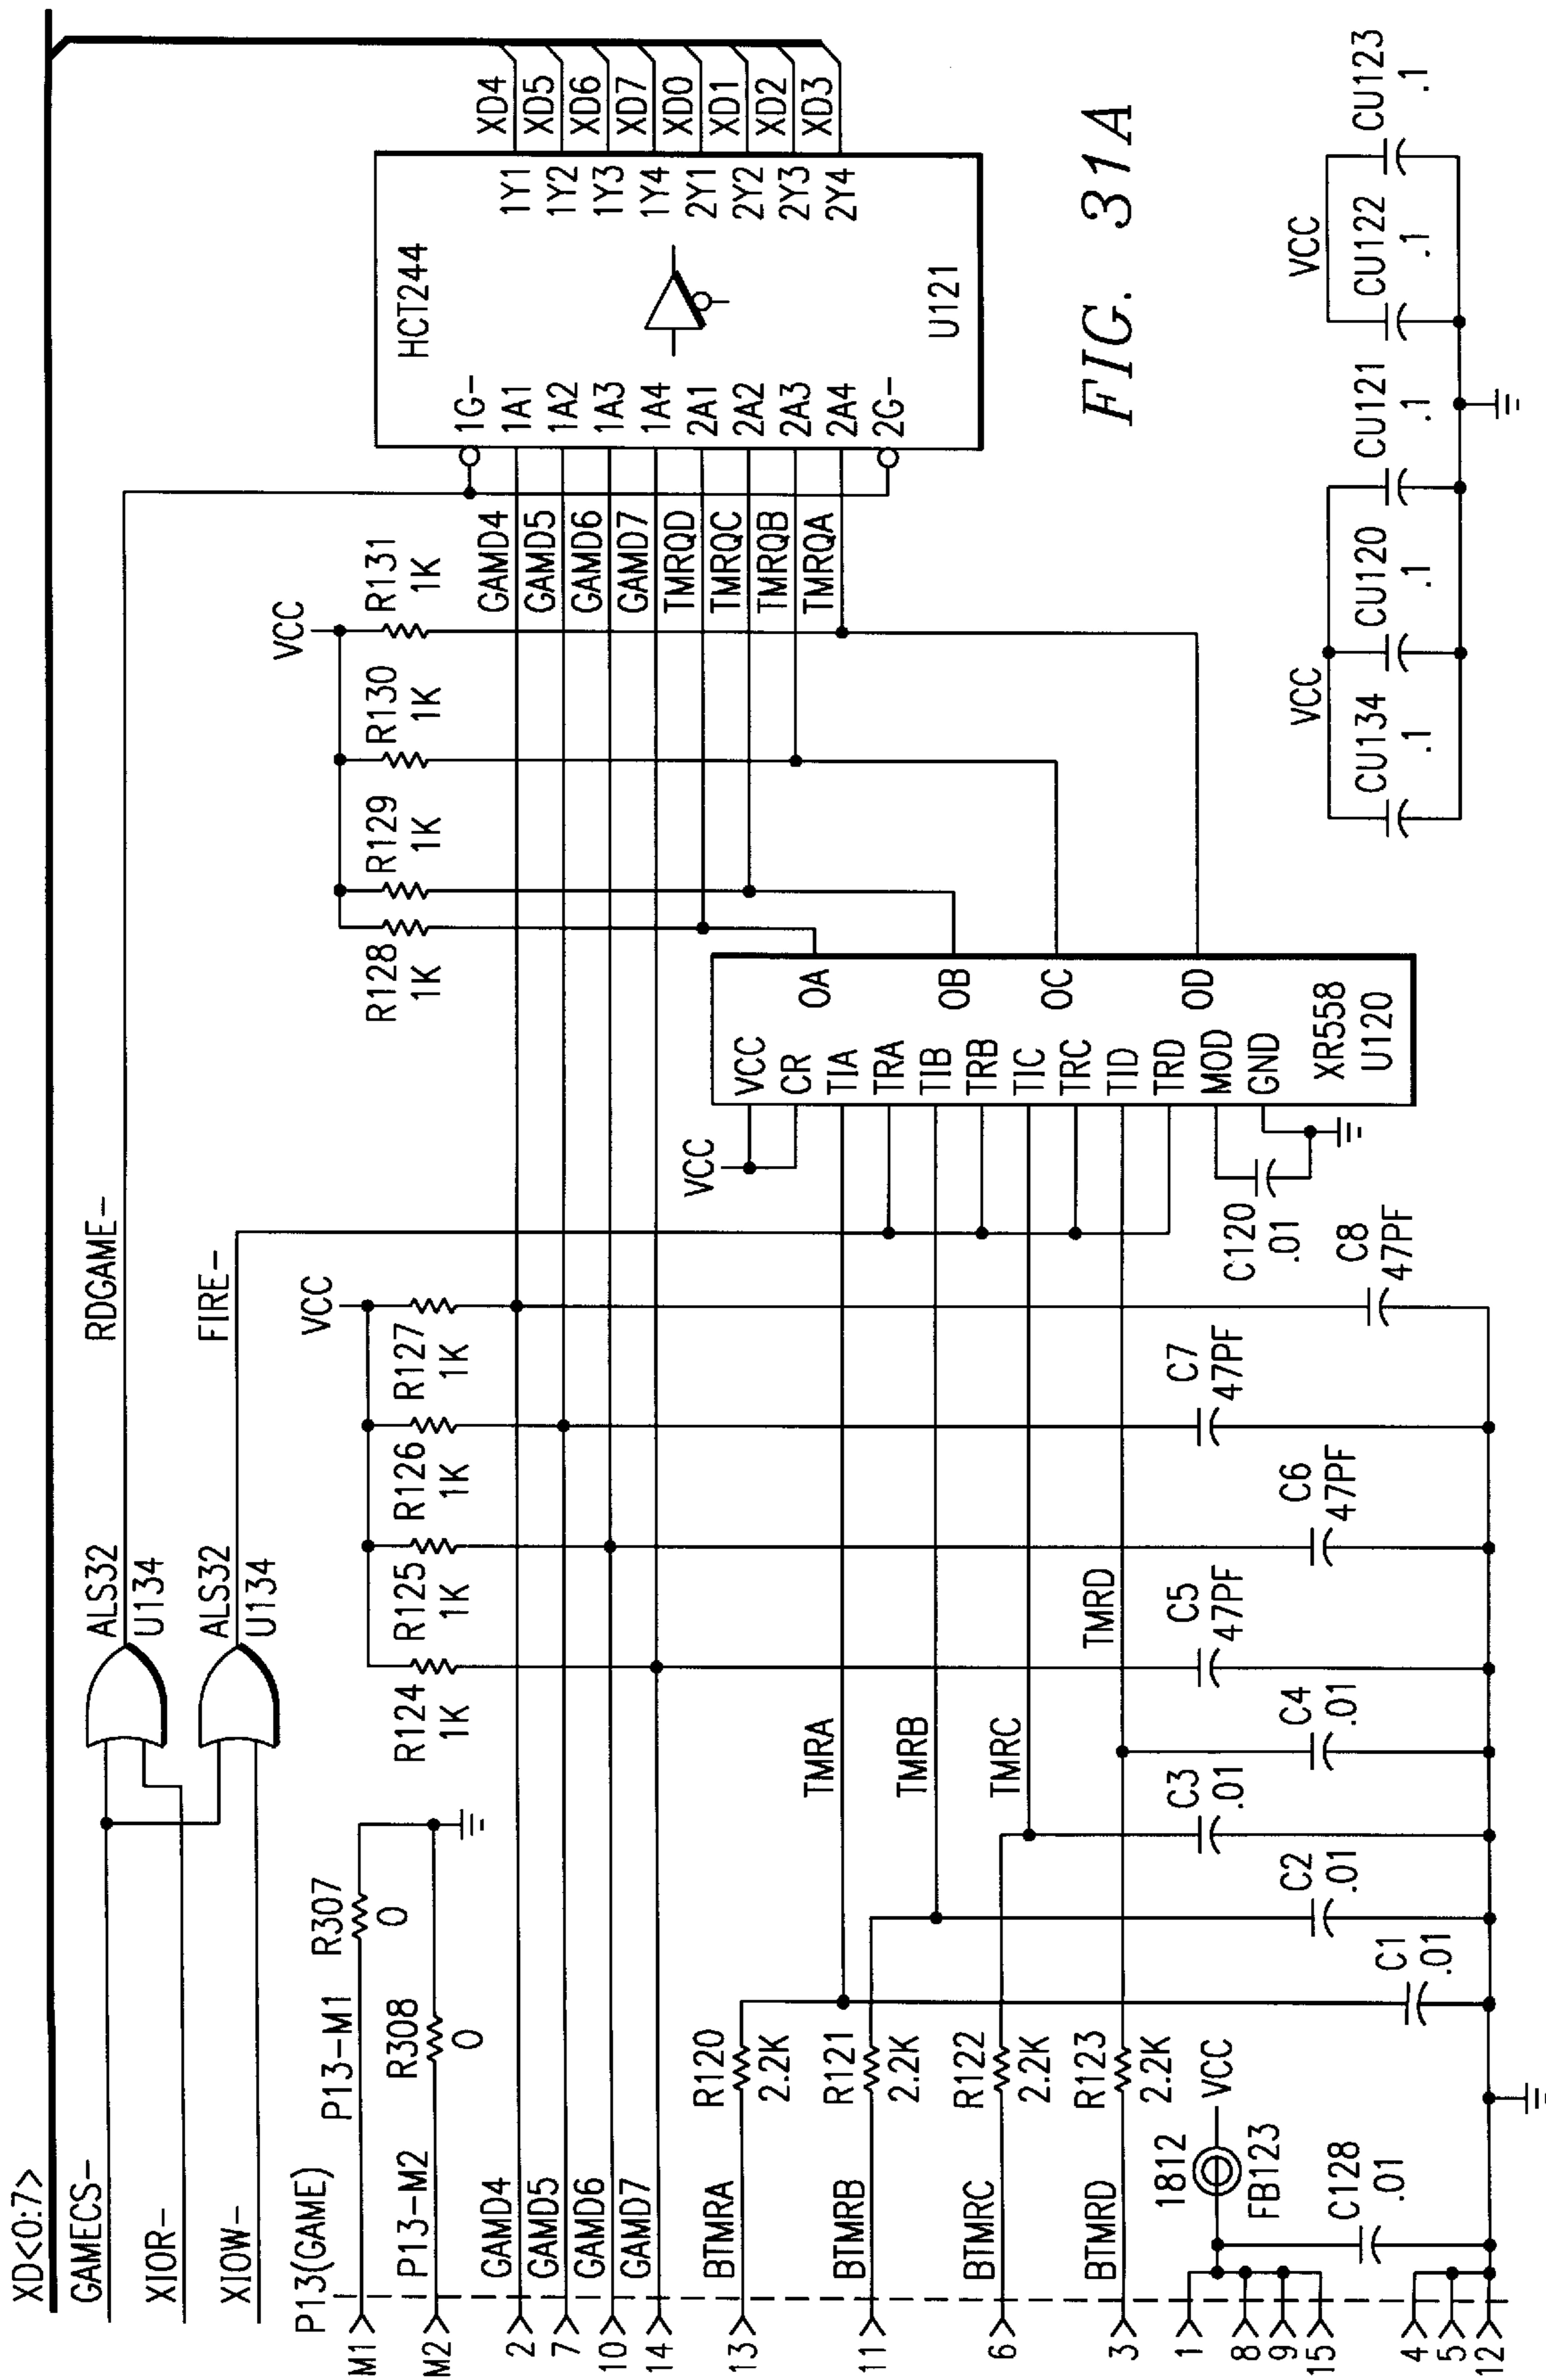 XD<0:7>
GAMECS-
XIOR-
XIOW-
ALS32
U134
RDGAME-
ALS32
U134
FIRE-
P13(GAME)
M1
P13-M1
R307
0
M2
P13-M2
R308
0
2
GAMD4
7
GAMD5
10
GAMD6
14
GAMD7
13
BTMRA
R120
2.2K
TMRA
11
BTMRB
R121
2.2K
TMRB
6
BTMRC
R122
2.2K
TMRC
3
BTMRD
R123
2.2K
TMRD
1
8
9
15
4
5
12
1812
FB123
VCC
C128
.01
C1
.01
C2
.01
C3
.01
C4
.01
C5
47PF
C6
47PF
C7
47PF
C8
47PF
VCC
R124
1K
R125
1K
R126
1K
R127
1K
C120
.01
VCC
VCC
CR
TIA
TRA
TIB
TRB
TIC
TRC
TID
TRD
MOD
GND
OA
OB
OC
OD
XR558
U120
VCC
R128
1K
R129
1K
R130
1K
R131
1K
GAMD4
GAMD5
GAMD6
GAMD7
TMRQD
TMRQC
TMRQB
TMRQA
HCT244
1G-
1A1
1A2
1A3
1A4
2A1
2A2
2A3
2A4
2G-
1Y1
1Y2
1Y3
1Y4
2Y1
2Y2
2Y3
2Y4
U121
XD4
XD5
XD6
XD7
XD0
XD1
XD2
XD3
FIG. 31A
VCC
CU134
.1
CU120
.1
CU121
.1
VCC
CU122
.1
CU123
.1